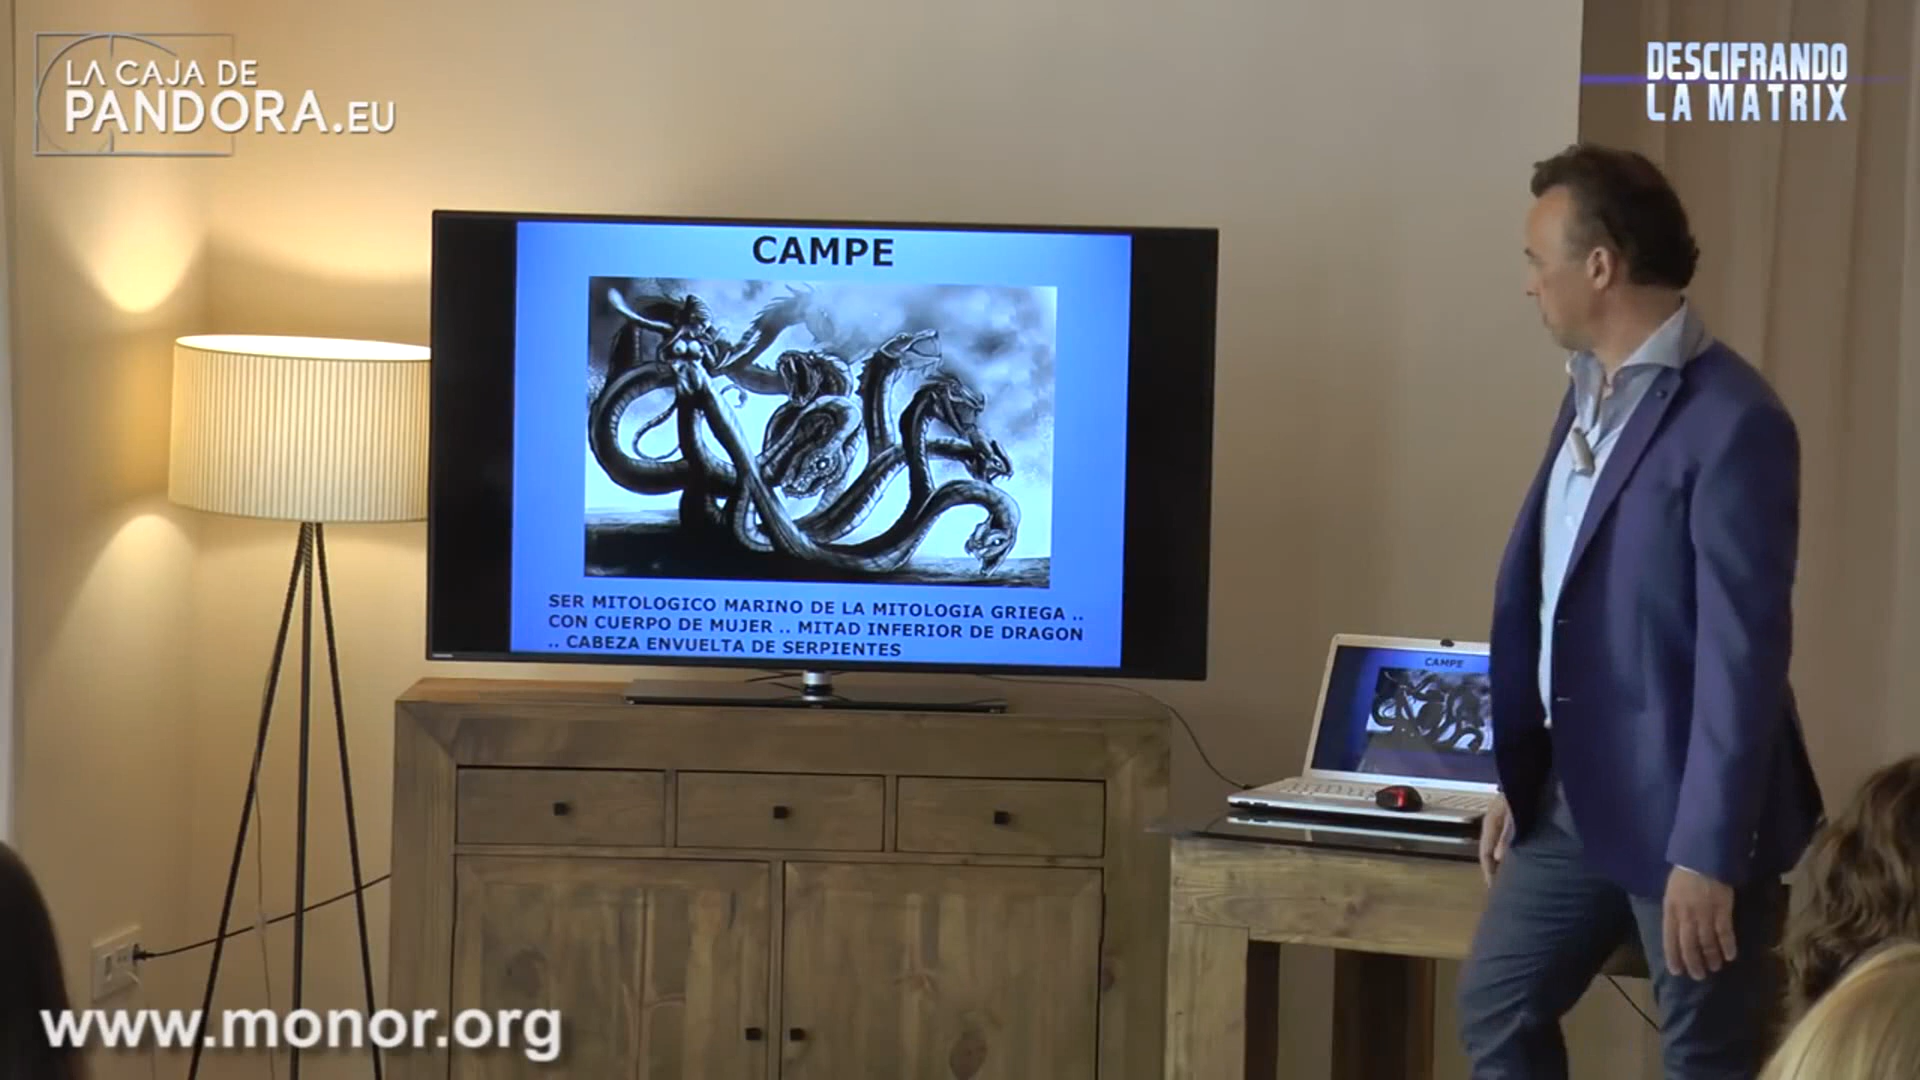 LA CAJA DE
PANDORA.EU
DESCIFRANDO
LA MATRIX
CAMPE
SER MITOLOGICO MARINO DE LA MITOLOGIA GRIEGA ..
CON CUERPO DE MUJER .. MITAD INFERIOR DE DRAGON
.. CABEZA ENVUELTA DE SERPIENTES
CAMPE
www.monor.org